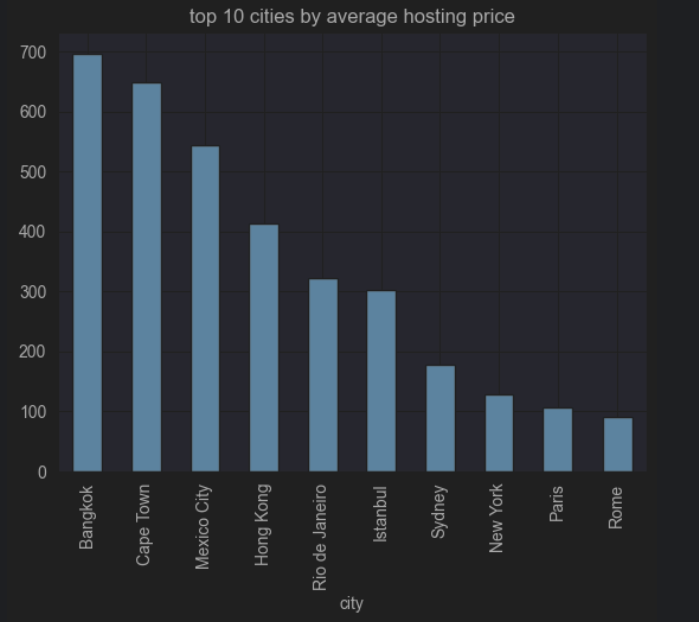 top 10 cities by average hosting price
700
600
500
400
300
200
100
0
Bangkok
Cape Town
Mexico City
Hong Kong
Rio de Janeiro
Istanbul
Sydney
New York
Paris
Rome
city